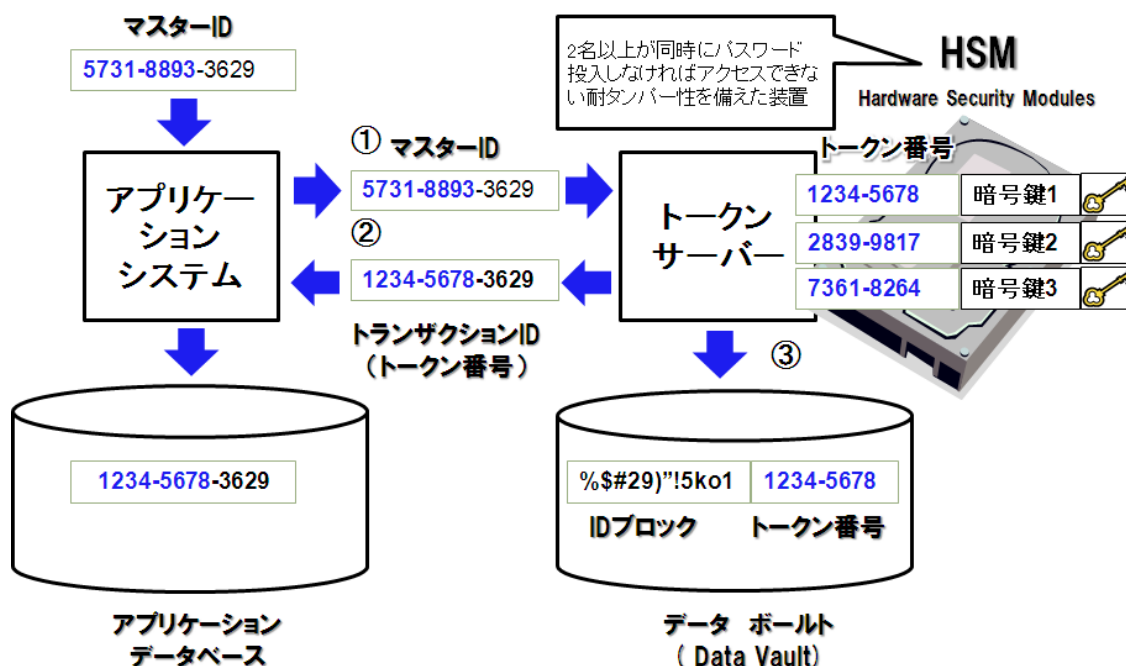 マスターID
5731-8893-3629
2名以上が同時にパスワード
投入しなければアクセスできな
い耐タンパー性を備えた装置
HSM
Hardware Security Modules
アプリケー
ション
システム
① マスターID
5731-8893-3629
②
1234-5678-3629
トランザクションID
(トークン番号)
トークン
サーバー
トークン番号
1234-5678 暗号鍵1
2839-9817 暗号鍵2
7361-8264 暗号鍵3
③
1234-5678-3629
アプリケーション
データベース
%$#29)”!5ko1 1234-5678
IDブロック トークン番号
データ ボールト
( Data Vault)